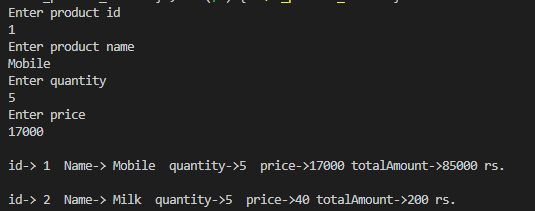 Enter product id
1
Enter product name
Mobile
Enter quantity
5
Enter price
17000
id-> 1  Name-> Mobile  quantity->5  price->17000 totalAmount->85000 rs.
id-> 2  Name-> Milk  quantity->5  price->40 totalAmount->200 rs.